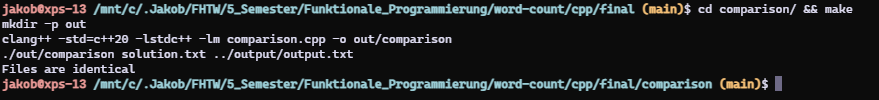 jakob@xps-13 /mnt/c/.Jakob/FHTW/5_Semester/Funktionale_Programmierung/word-count/cpp/final (main)$ cd comparison/ && make
mkdir -p out
clang++ -std=c++20 -lstdc++ -lm comparison.cpp -o out/comparison
./out/comparison solution.txt ../output/output.txt
Files are identical
jakob@xps-13 /mnt/c/.Jakob/FHTW/5_Semester/Funktionale_Programmierung/word-count/cpp/final/comparison (main)$